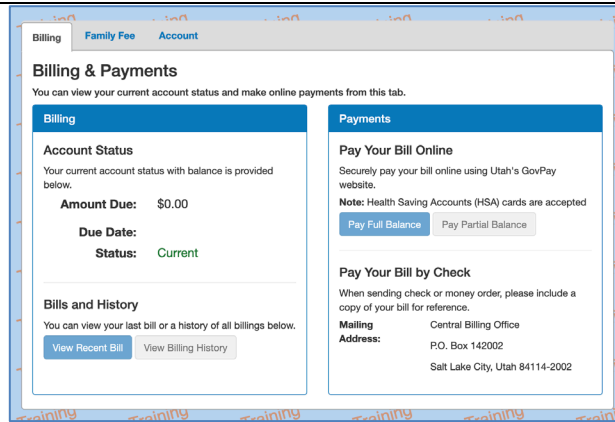 Billing Family Fee Account
Billing & Payments
You can view your current account status and make online payments from this tab.
Billing
Account Status
Your current account status with balance is provided
below.
Amount Due: $0.00
Due Date:
Status: Current
Bills and History
You can view your last bill or a history of all billings below.
View Recent Bill View Billing History
Payments
Pay Your Bill Online
Securely pay your bill online using Utah's GovPay
website.
Note: Health Saving Accounts (HSA) cards are accepted
Pay Full Balance Pay Partial Balance
Pay Your Bill by Check
When sending check or money order, please include a
copy of your bill for reference.
Mailing Central Billing Office
Address:
P.O. Box 142002
Salt Lake City, Utah 84114-2002
Training Training Training Training